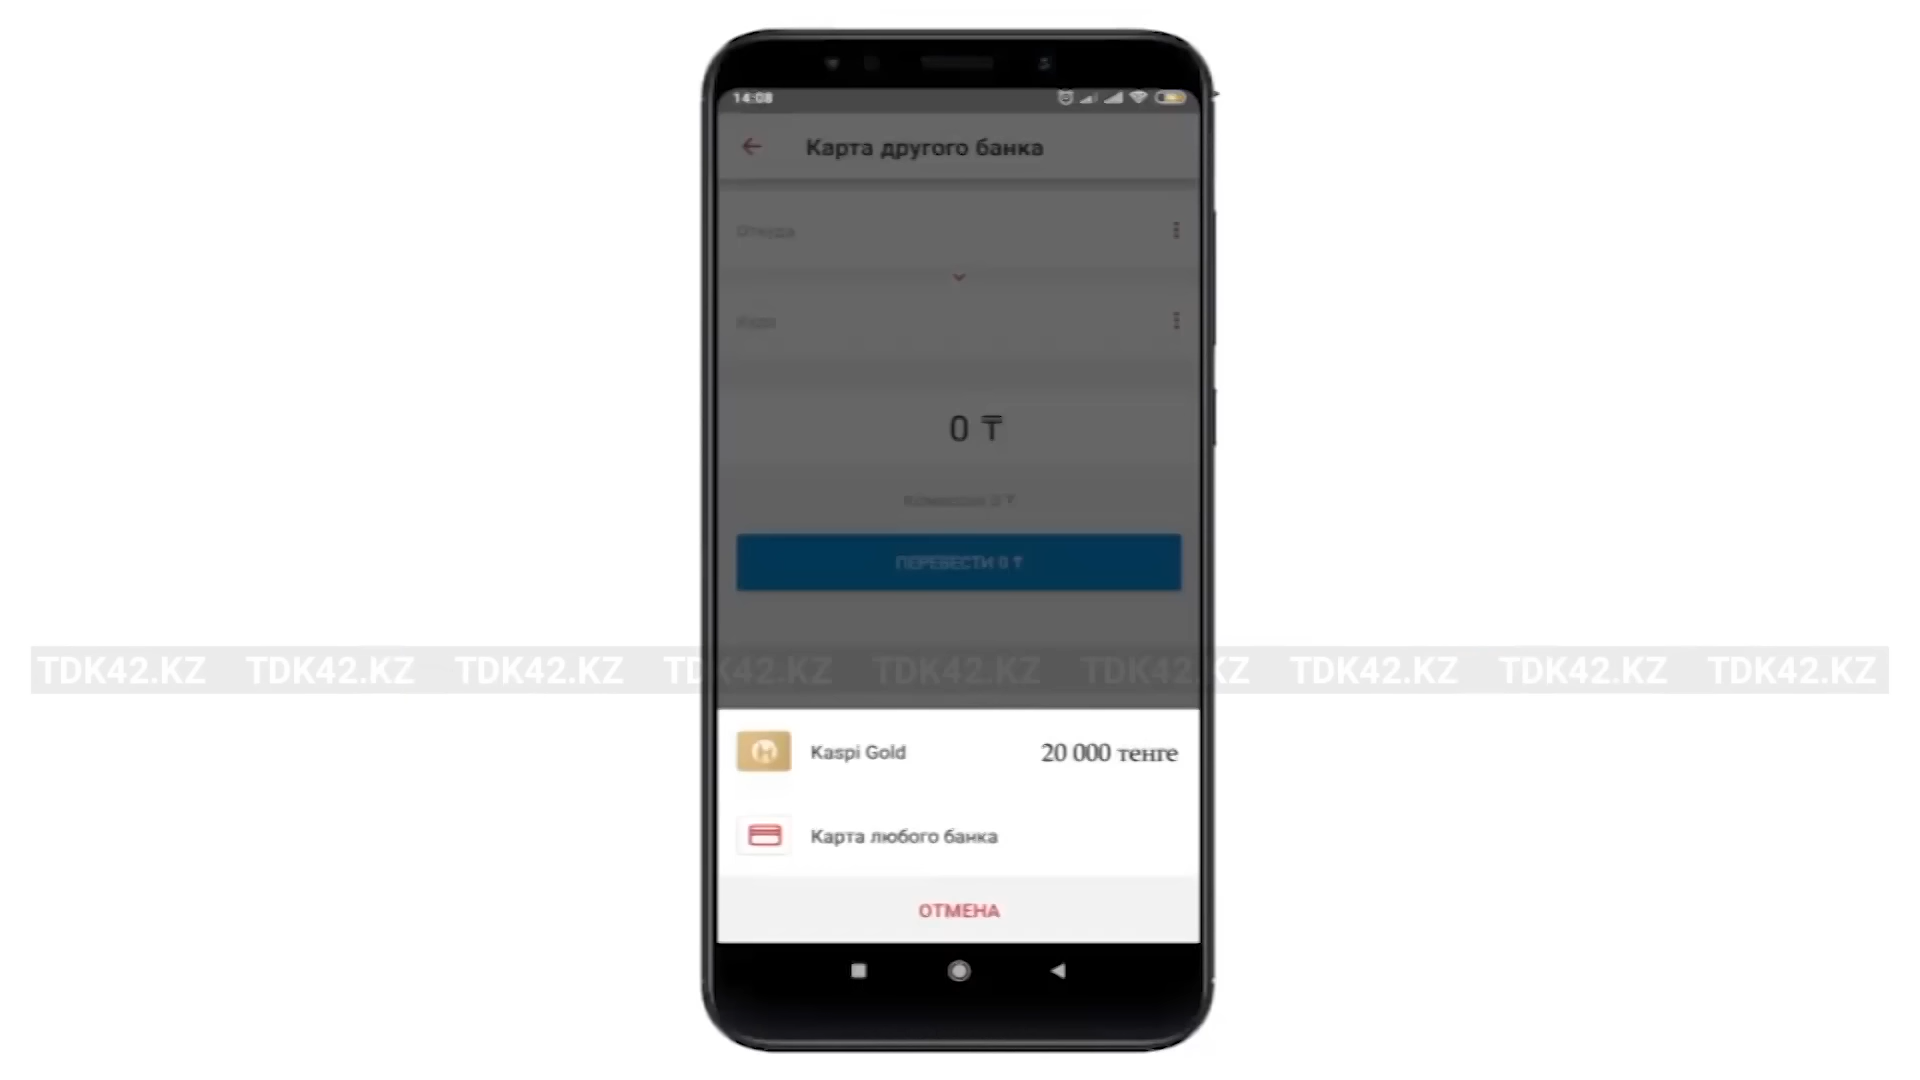 14:08
Карта другого банка
Откуда
Куда
0 ₸
Комиссия 0 ₸
ПЕРЕВЕСТИ 0 ₸
TDK42.KZ TDK42.KZ TDK42.KZ TDK42.KZ TDK42.KZ TDK42.KZ TDK42.KZ TDK42.KZ TDK42.KZ
Kaspi Gold 20 000 тенге
Карта любого банка
ОТМЕНА